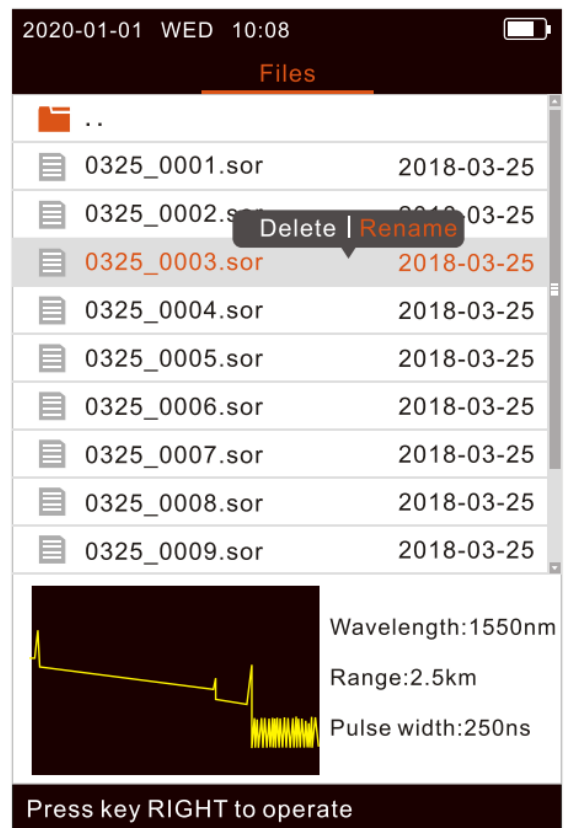 2020-01-01 WED 10:08
Files
..
0325_0001.sor 2018-03-25
0325_0002.s 03-25
Delete | Rename
0325_0003.sor 2018-03-25
0325_0004.sor 2018-03-25
0325_0005.sor 2018-03-25
0325_0006.sor 2018-03-25
0325_0007.sor 2018-03-25
0325_0008.sor 2018-03-25
0325_0009.sor 2018-03-25
Wavelength:1550nm
Range:2.5km
Pulse width:250ns
Press key RIGHT to operate